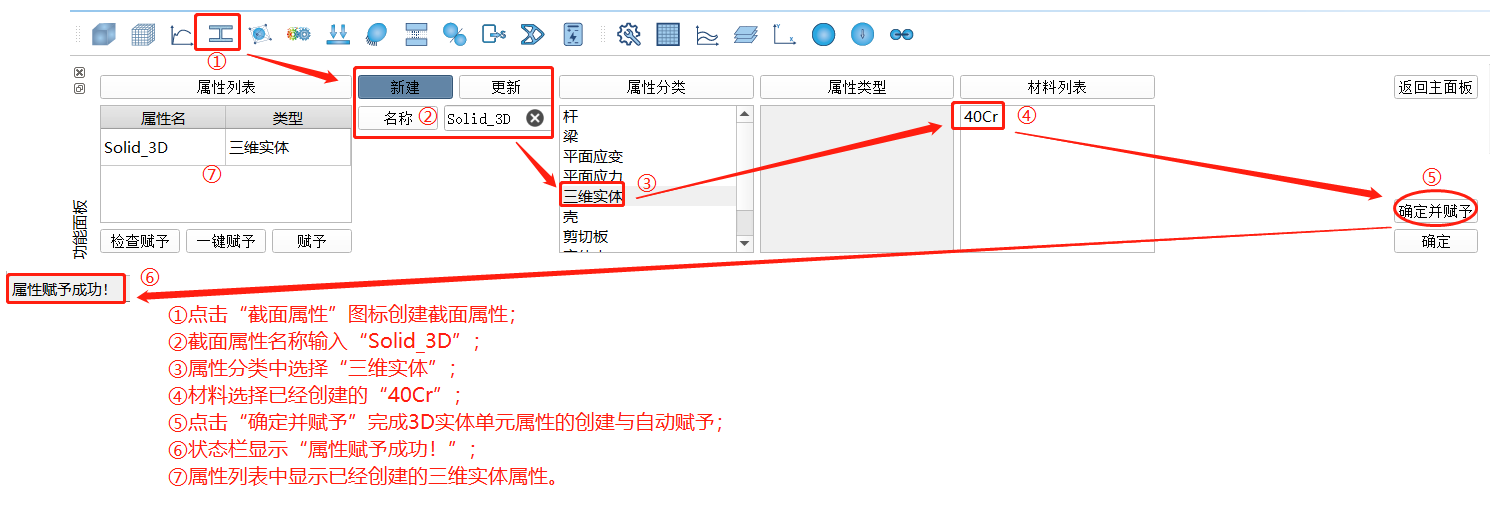 ①
属性列表
新建
更新
属性分类
属性类型
材料列表
返回主面板
属性名
类型
名称
②
Solid_3D
杆
40Cr
④
Solid_3D
三维实体
梁
平面应变
平面应力
⑦
三维实体
③
⑤
壳
确定并赋予
剪切板
功能面板
检查赋予
一键赋予
赋予
确定
⑥
属性赋予成功！
①点击“截面属性”图标创建截面属性；
②截面属性名称输入“Solid_3D”；
③属性分类中选择“三维实体”；
④材料选择已经创建的“40Cr”；
⑤点击“确定并赋予”完成3D实体单元属性的创建与自动赋予；
⑥状态栏显示“属性赋予成功！”；
⑦属性列表中显示已经创建的三维实体属性。